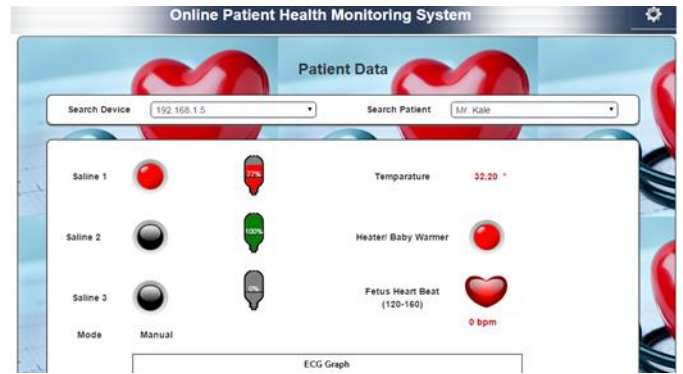 Online Patient Health Monitoring System
Patient Data
Search Device 192.168.1.5 Search Patient Mr. Kale
Saline 1 77% Temparature 32.20 °
Saline 2 100% Heater/ Baby Warmer
Saline 3 0% Fetus Heart Beat
(120-160)
0 bpm
Mode Manual
ECG Graph